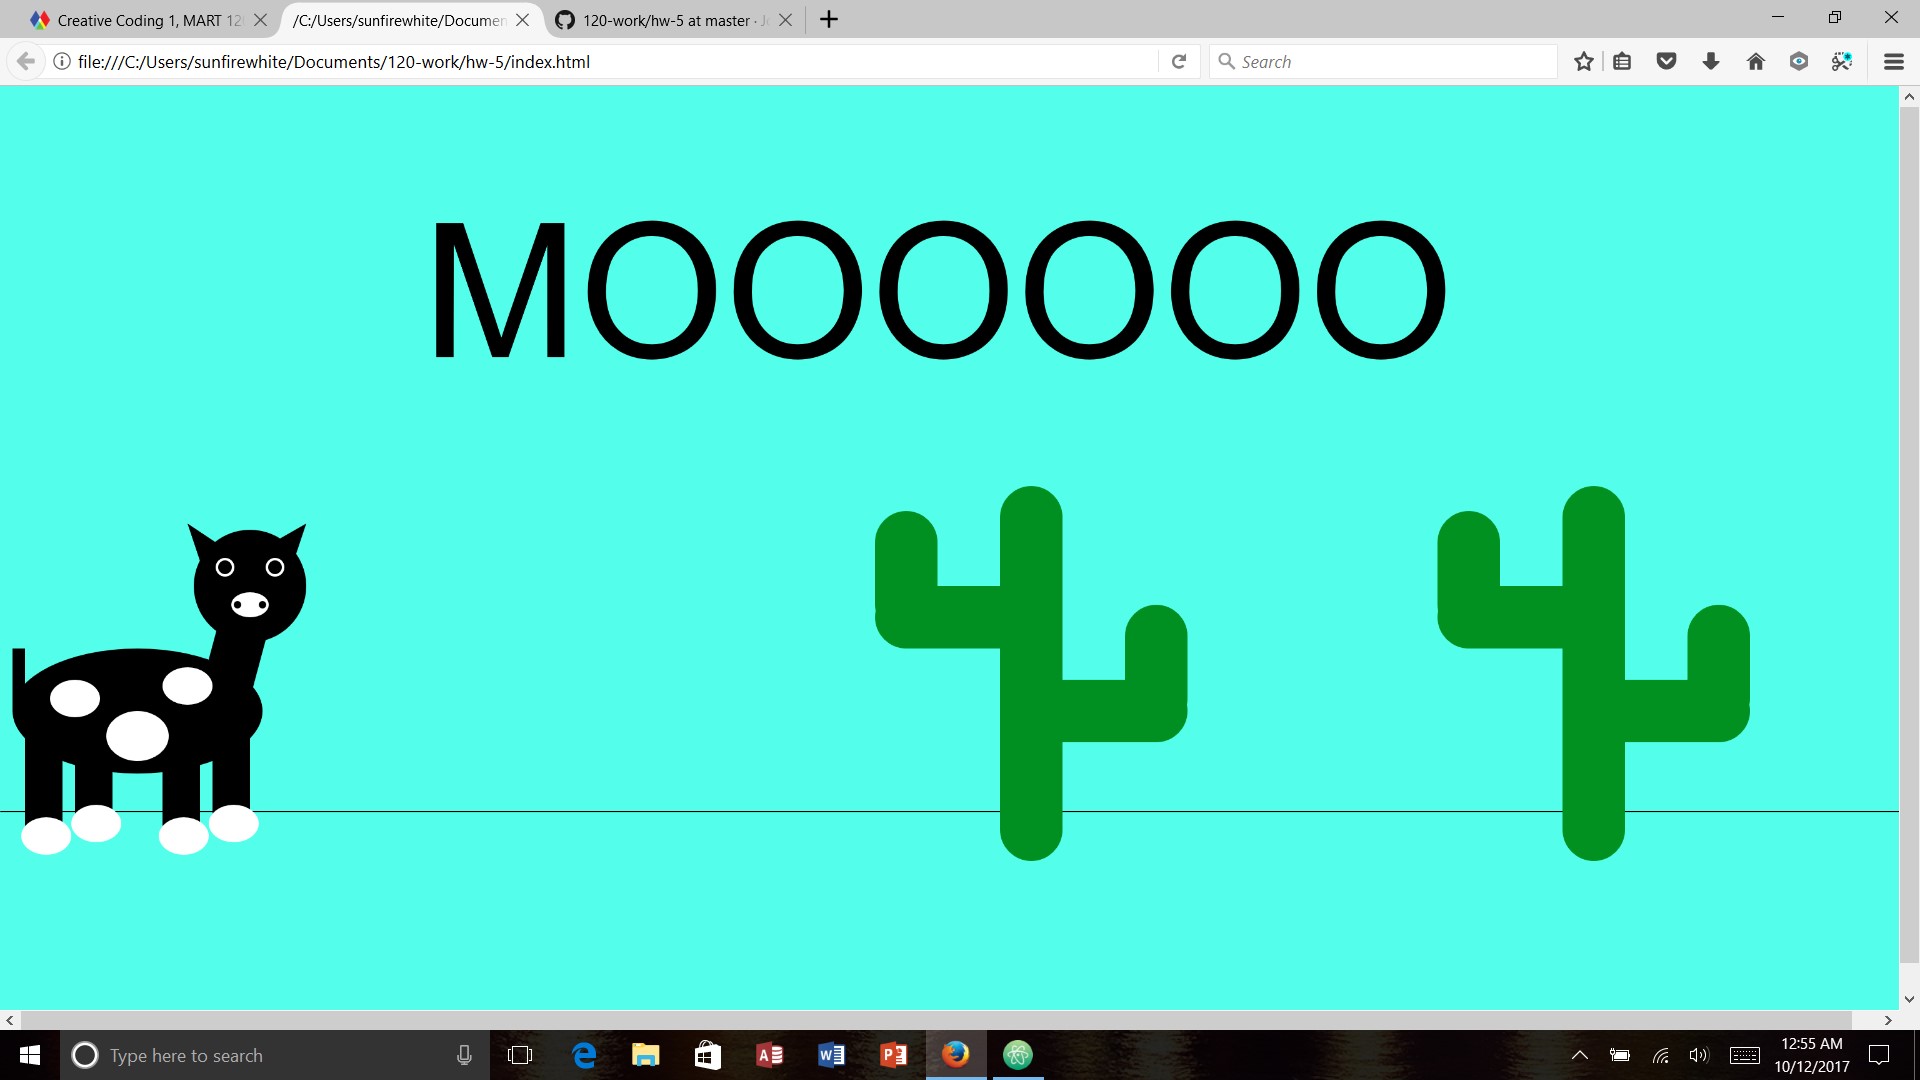 Creative Coding 1, MART 12
/C:/Users/sunfirewhite/Documen
120-work/hw-5 at master · J
file:///C:/Users/sunfirewhite/Documents/120-work/hw-5/index.html
Search
MOOOOOO
Type here to search
12:55 AM
10/12/2017